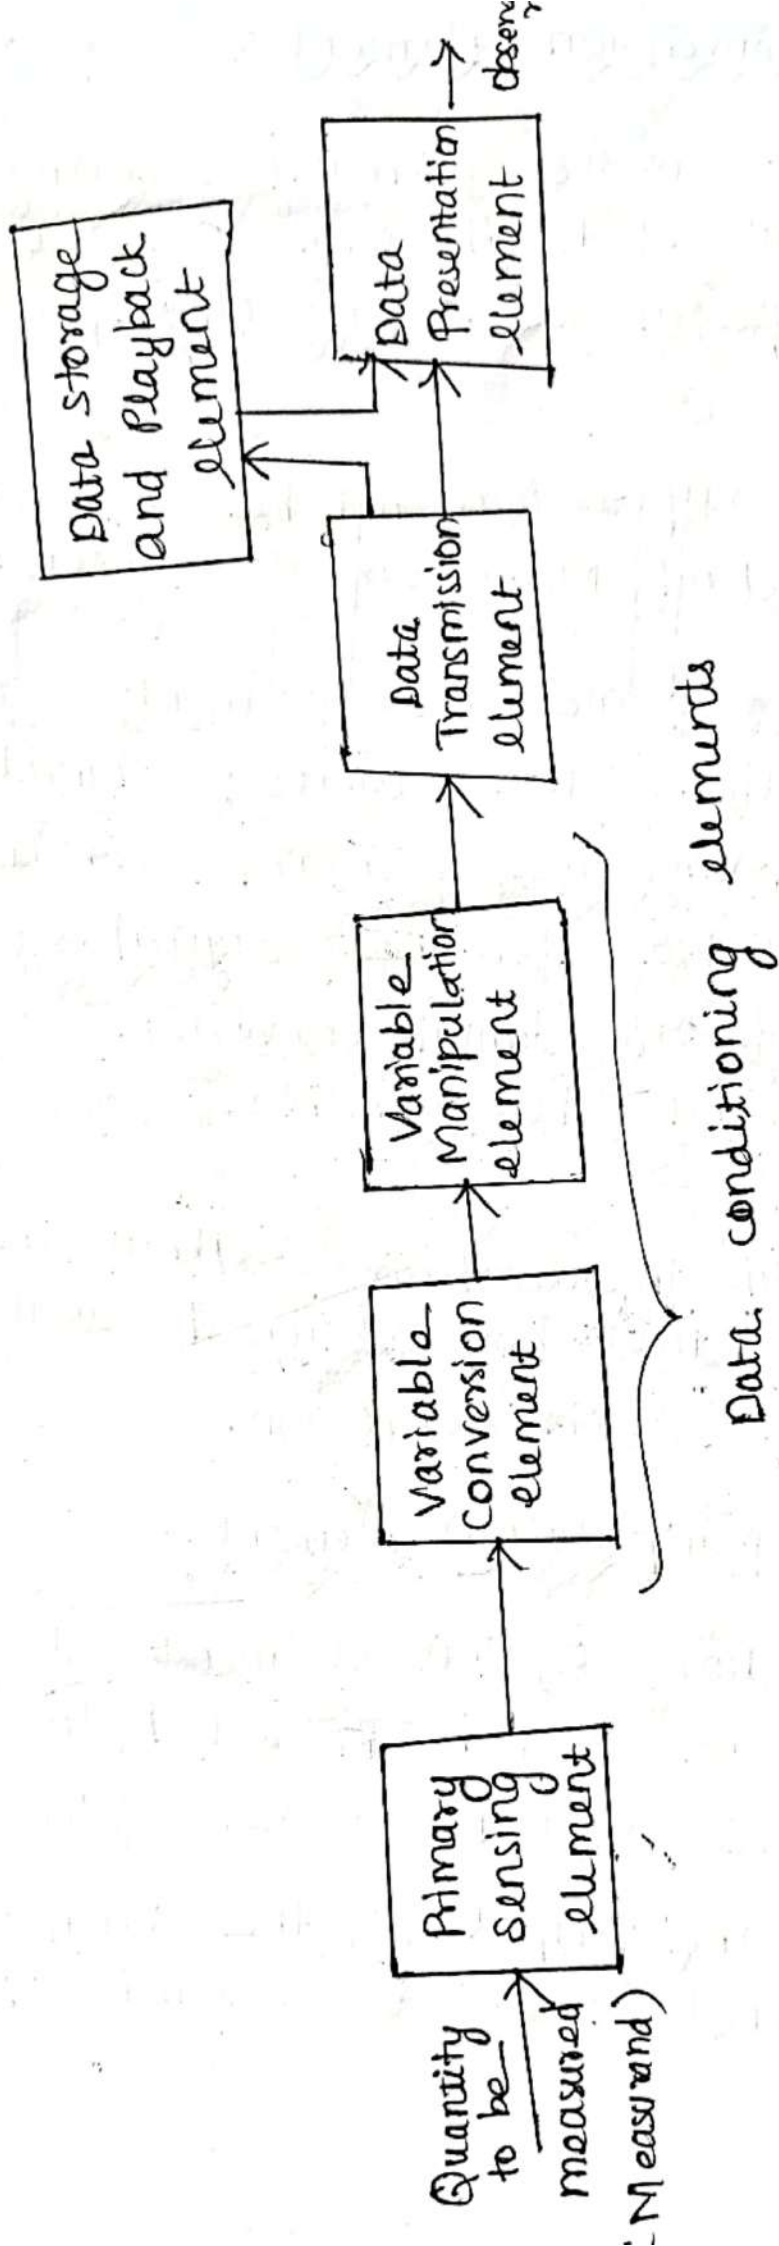 Quantity
to be
measured
(Measurand)
Primary
Sensing
element
Variable
Conversion
element
Variable
Manipulation
element
Data conditioning elements
Data
Transmission
element
Data storage
and Playback
element
Data
Presentation
element